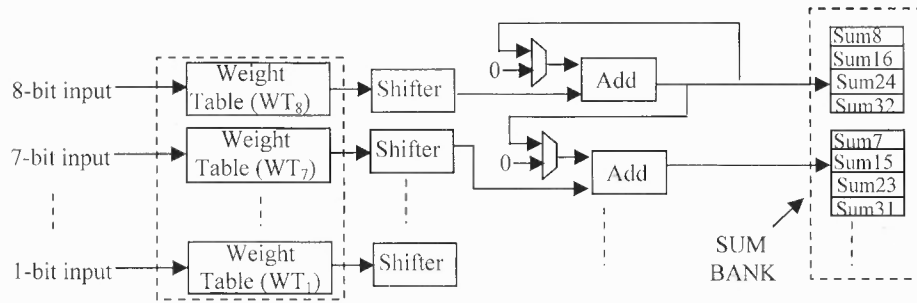 8-bit input
Weight
Table (WT8)
Shifter
0
Add
Sum8
Sum16
Sum24
Sum32
7-bit input
Weight
Table (WT7)
Shifter
0
Add
Sum7
Sum15
Sum23
Sum31
1-bit input
Weight
Table (WT1)
Shifter
SUM
BANK